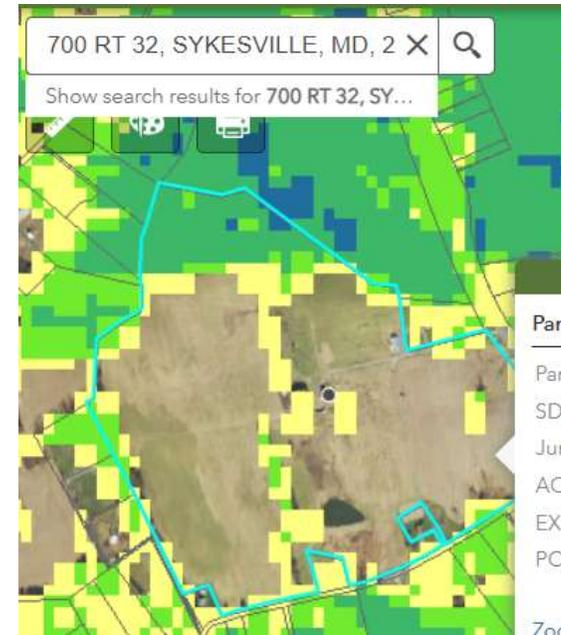 700 RT 32, SYKESVILLE, MD, 2
Show search results for 700 RT 32, SY...
Par
Par
SD
Jur
AC
EX
PO
Zoo